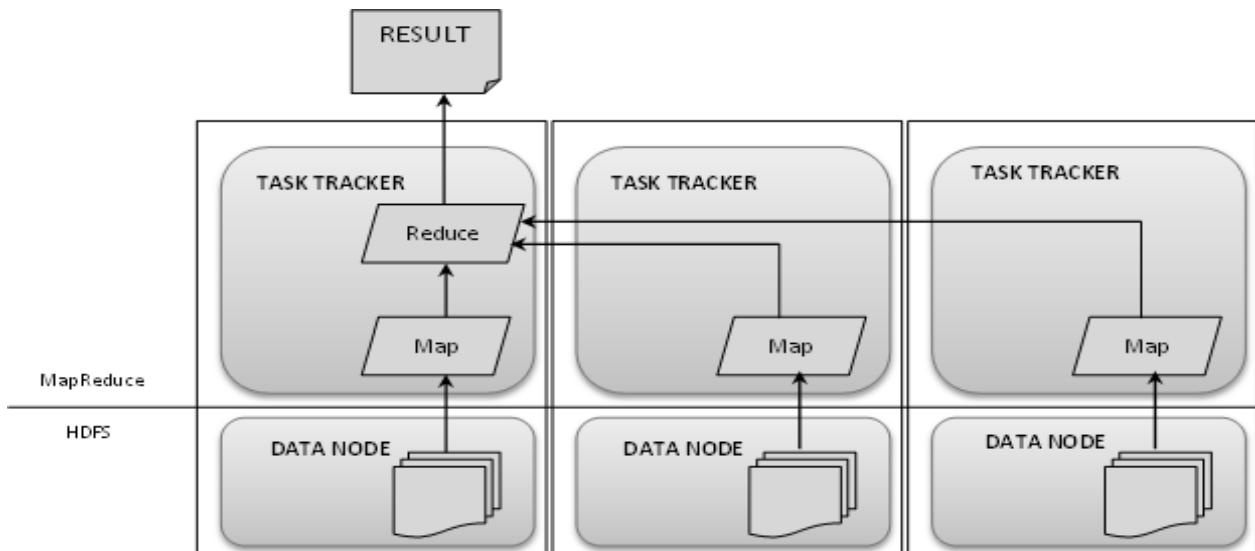 RESULT
TASK TRACKER
TASK TRACKER
TASK TRACKER
Reduce
Map
Map
Map
MapReduce
HDFS
DATA NODE
DATA NODE
DATA NODE